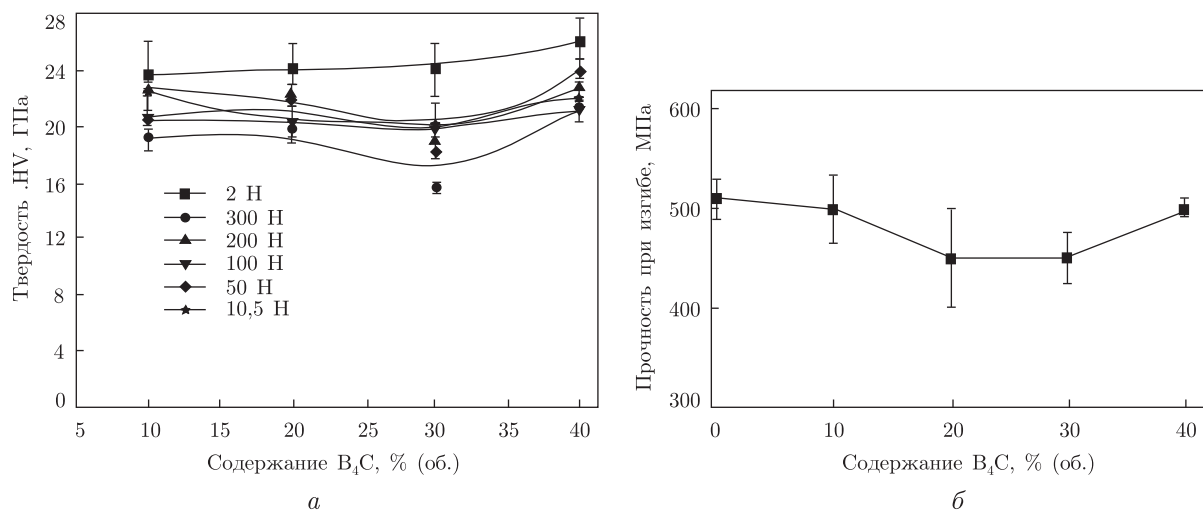 28
24
20
16
12
8
4
0
Твердость .HV, ГПа
2 Н
300 Н
200 Н
100 Н
50 Н
10,5 Н
5 10 15 20 25 30 35 40
Содержание B₄C, % (об.)
а
600
500
400
300
Прочность при изгибе, МПа
0 10 20 30 40
Содержание B₄C, % (об.)
б